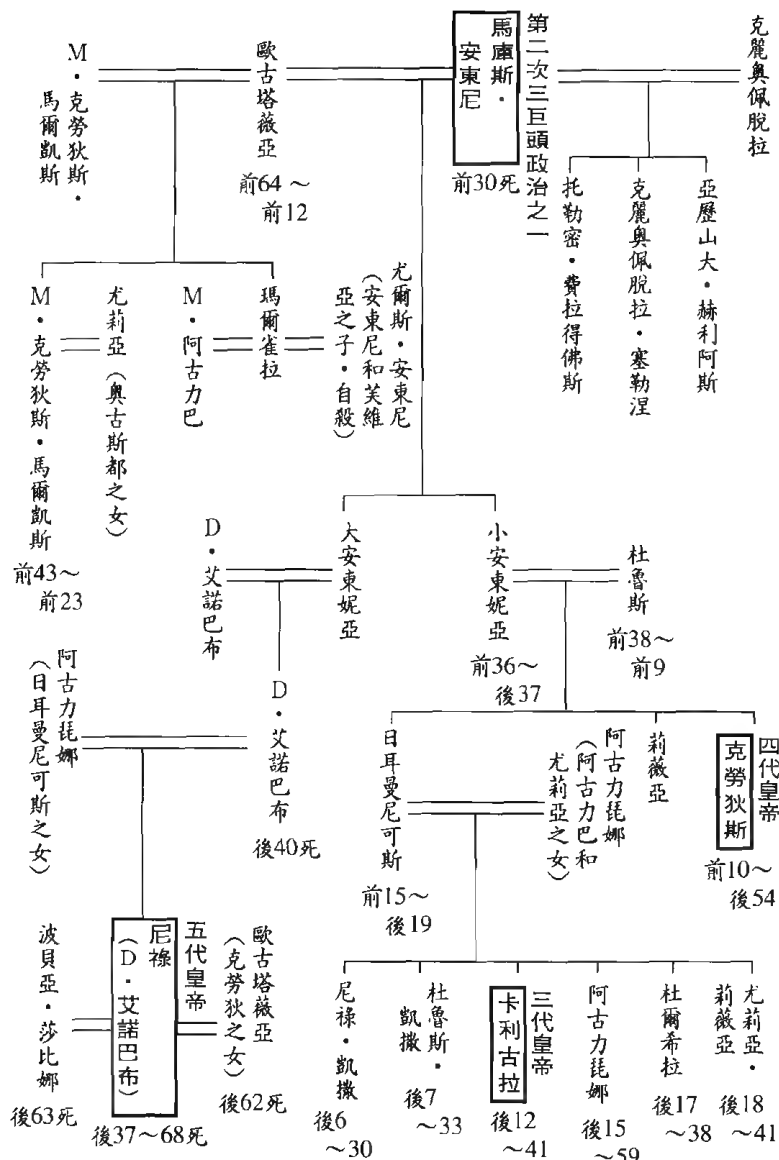 克麗奧佩脫拉
第二次三巨頭政治之一
馬庫斯・
安東尼
前30死
歐古塔薇亞
前64～
前12
M・克勞狄斯・
馬爾凱斯
亞歷山大・赫利阿斯
克麗奧佩脫拉・塞勒涅
托勒密・費拉得佛斯
尤爾斯・安東尼
（安東尼和芙維
亞之子・自殺）
瑪爾雀拉
M・阿古力巴
尤莉亞（奧古斯都之女）
M・克勞狄斯・馬爾凱斯
前43～
前23
杜魯斯
前38～
前9
小安東妮亞
前36～
後37
大安東妮亞
D・艾諾巴布
四代皇帝
克勞狄斯
前10～
後54
莉薇亞
阿古力琵娜
（阿古力巴和
尤莉亞之女）
日耳曼尼可斯
前15～
後19
D・艾諾巴布
後40死
阿古力琵娜
（日耳曼尼可斯之女）
尤莉亞・
莉薇亞
後18
～41
杜爾希拉
後17
～38
阿古力琵娜
後15
～59
三代皇帝
卡利古拉
後12
～41
杜魯斯・
凱撒
後7
～33
尼祿・凱撒
後6
～30
歐古塔薇亞
（克勞狄之女）
後62死
五代皇帝
尼祿
（D・艾諾巴布）
後37～68死
波貝亞・莎比娜
後63死